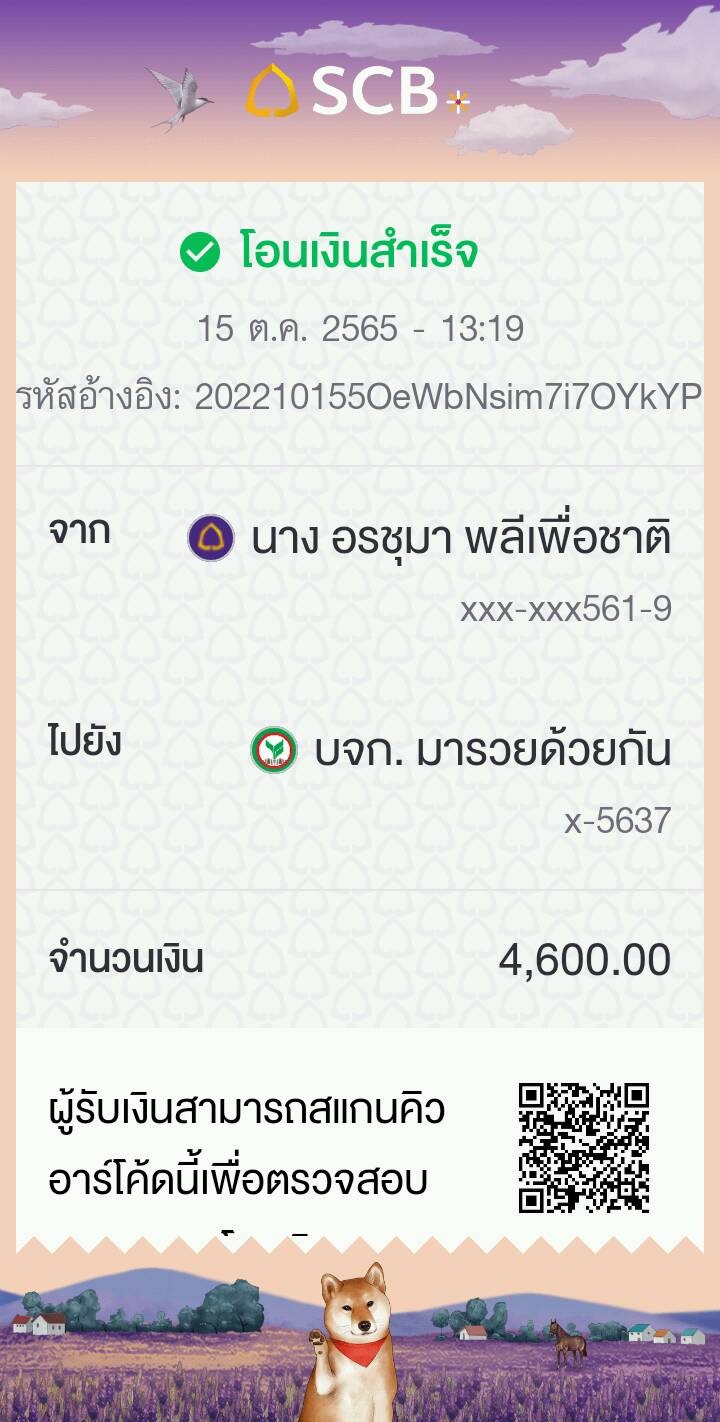 SCB
โอนเงินสำเร็จ
15 ต.ค. 2565 - 13:19
รหัสอ้างอิง: 202210155OeWbNsim7i7OYkYP
จาก
นาง อรชุมา พลีเพื่อชาติ
xxx-xxx561-9
ไปยัง
บจก. มารวยด้วยกัน
x-5637
จำนวนเงิน 4,600.00
ผู้รับเงินสามารถสแกนคิว
อาร์โค้ดนี้เพื่อตรวจสอบ